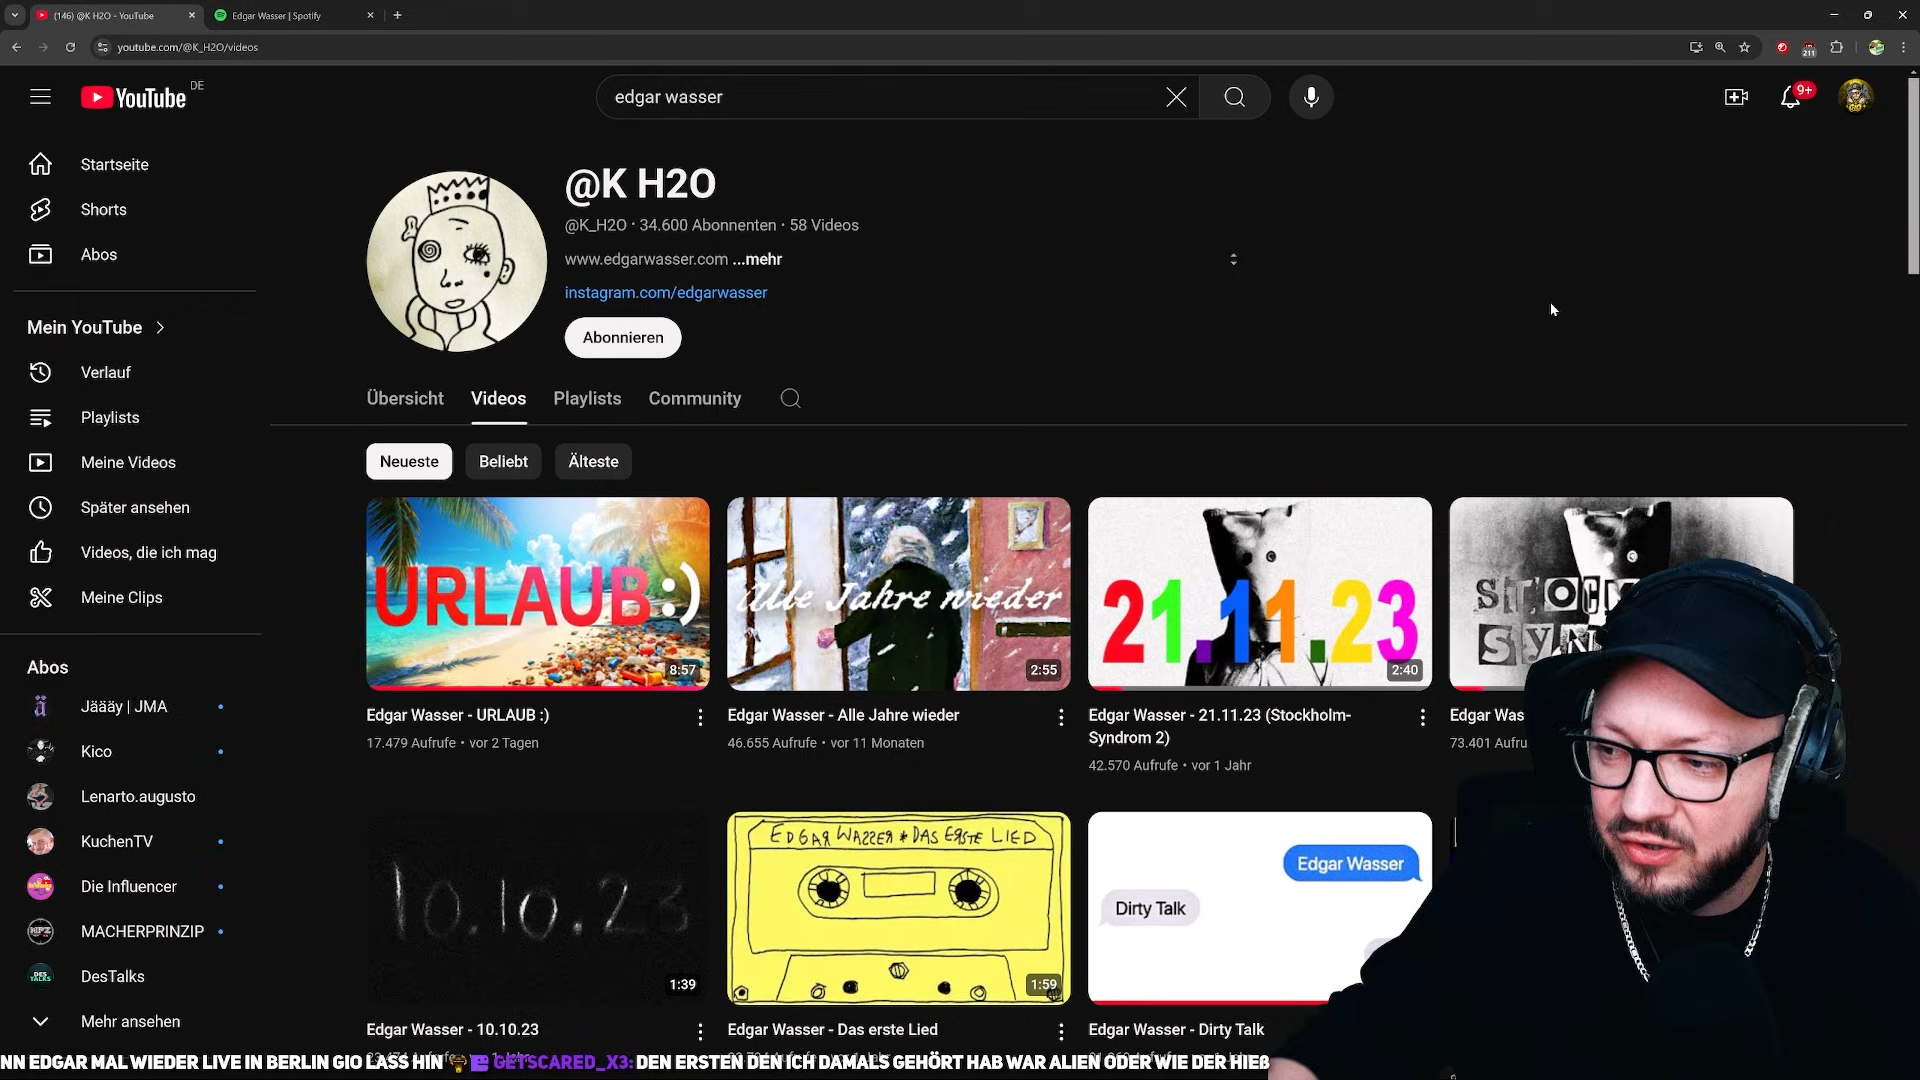 (146) @K H2O - YouTube
Edgar Wasser | Spotify
youtube.com/@K_H2O/videos
211
YouTube DE
edgar wasser
9+
Startseite
Shorts
Abos
Mein YouTube
Verlauf
Playlists
Meine Videos
Später ansehen
Videos, die ich mag
Meine Clips
Abos
Jäääy | JMA
Kico
Lenarto.augusto
KuchenTV
Die Influencer
MACHERPRINZIP
DesTalks
Mehr ansehen
@K H2O
@K_H2O · 34.600 Abonnenten · 58 Videos
www.edgarwasser.com ...mehr
instagram.com/edgarwasser
Abonnieren
Übersicht
Videos
Playlists
Community
Neueste
Beliebt
Älteste
URLAUB:)
8:57
Edgar Wasser - URLAUB :)
17.479 Aufrufe • vor 2 Tagen
Alle Jahre wieder
2:55
Edgar Wasser - Alle Jahre wieder
46.655 Aufrufe • vor 11 Monaten
21.11.23
2:40
Edgar Wasser - 21.11.23 (Stockholm-
Syndrom 2)
42.570 Aufrufe • vor 1 Jahr
STOCK
SYN
Edgar Was
73.401 Aufru
10.10.23
1:39
Edgar Wasser - 10.10.23
EDGAR WASSER * DAS ERSTE LIED
1:59
Edgar Wasser - Das erste Lied
Edgar Wasser
Dirty Talk
Edgar Wasser - Dirty Talk
NN EDGAR MAL WIEDER LIVE IN BERLIN GIO LASS HIN GETSCARED_X3: DEN ERSTEN DEN ICH DAMALS GEHÖRT HAB WAR ALIEN ODER WIE DER HIEß